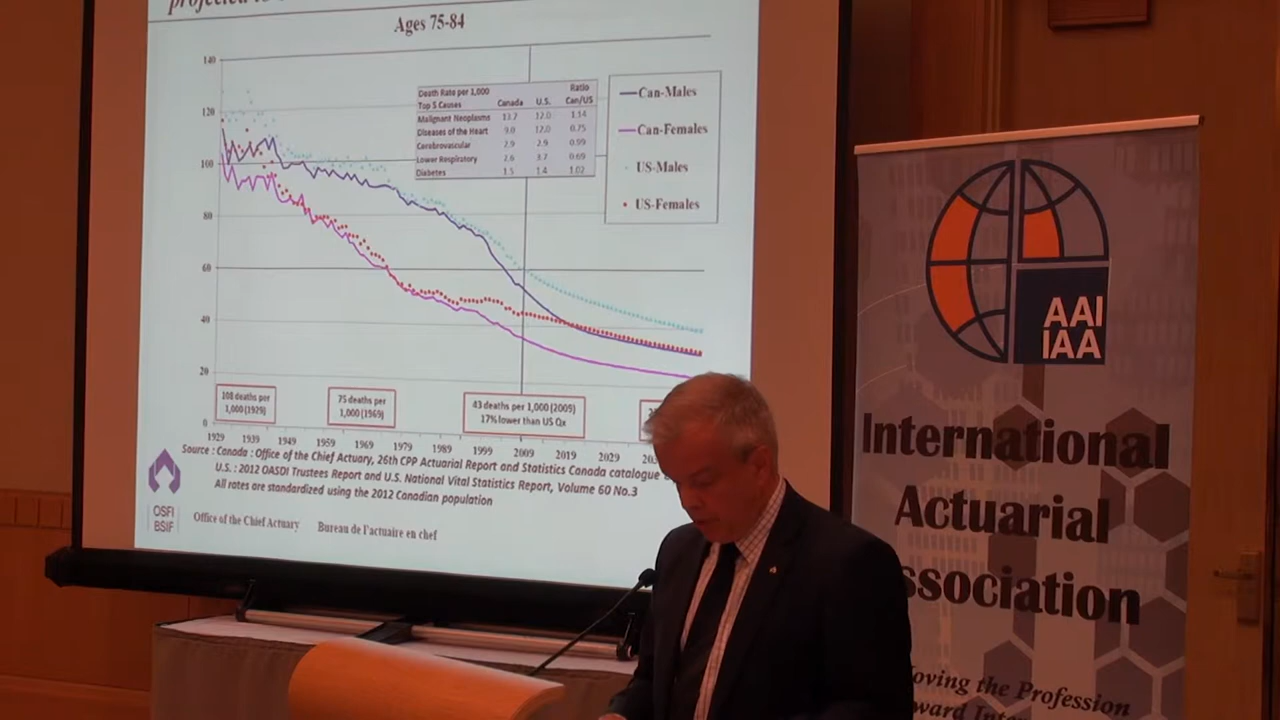 projected to
Ages 75-84
140
120
100
80
60
40
20
0
Death Rate per 1,000
Top 5 Causes Canada U.S. Ratio Can/US
Malignant Neoplasms 13.7 12.0 1.14
Diseases of the Heart 9.0 12.0 0.75
Cerebrovascular 2.9 2.9 0.99
Lower Respiratory 2.6 3.7 0.69
Diabetes 1.5 1.4 1.02
Can-Males
Can-Females
US-Males
US-Females
108 deaths per
1,000 (1929)
75 deaths per
1,000 (1969)
43 deaths per 1,000 (2009)
17% lower than US Qx
1929 1939 1949 1959 1969 1979 1989 1999 2009 2019 2029
Source : Canada : Office of the Chief Actuary, 26th CPP Actuarial Report and Statistics Canada catalogue
U.S. : 2012 OASDI Trustees Report and U.S. National Vital Statistics Report, Volume 60 No.3
All rates are standardized using the 2012 Canadian population
OSFI
BSIF
Office of the Chief Actuary Bureau de l'actuaire en chef
AAI
IAA
International
Actuarial
ssociation
oving the Profession
ward Inte